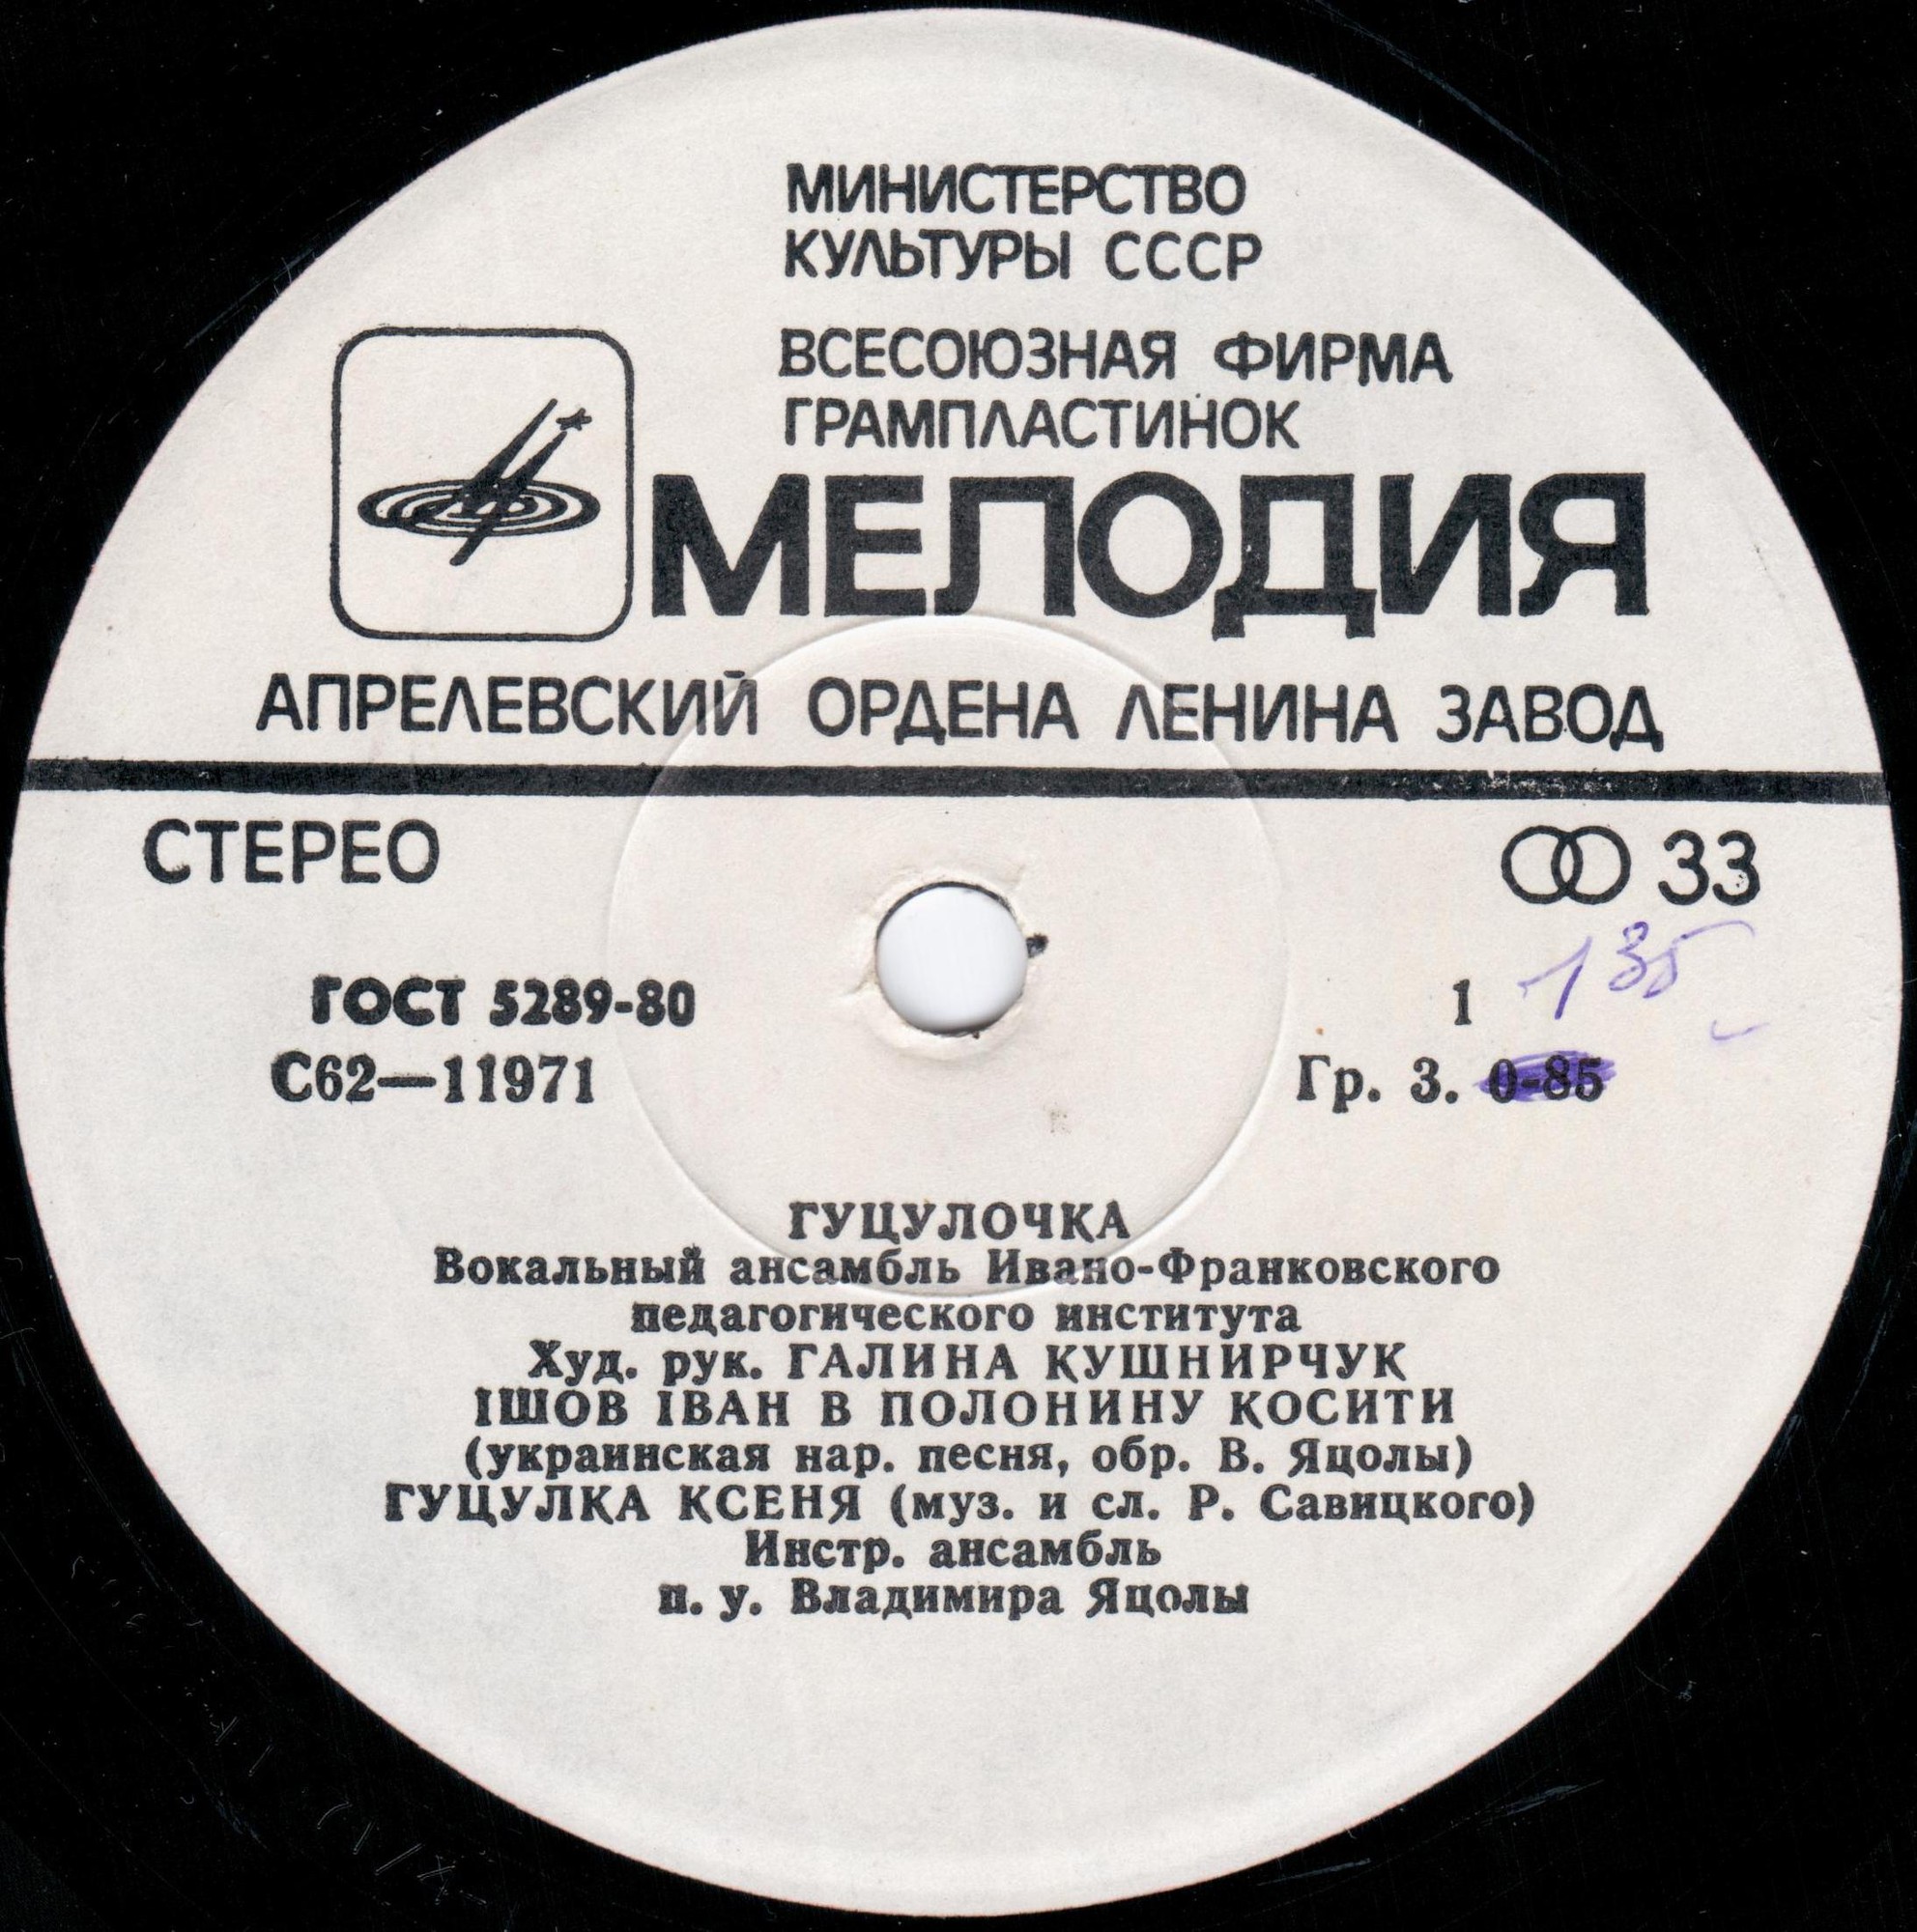 МИНИСТЕРСТВО
КУЛЬТУРЫ СССР
ВСЕСОЮЗНАЯ ФИРМА
ГРАМПЛАСТИНОК
МЕЛОДИЯ
АПРЕЛЕВСКИЙ ОРДЕНА ЛЕНИНА ЗАВОД
СТЕРЕО
33
ГОСТ 5289-80
1 135
С62—11971
Гр. 3. 0-85
ГУЦУЛОЧКА
Вокальный ансамбль Ивано-Франковского
педагогического института
Худ. рук. ГАЛИНА КУШНИРЧУК
ІШОВ ІВАН В ПОЛОНИНУ КОСИТИ
(украинская нар. песня, обр. В. Яцолы)
ГУЦУЛКА КСЕНЯ (муз. и сл. Р. Савицкого)
Инстр. ансамбль
п. у. Владимира Яцолы